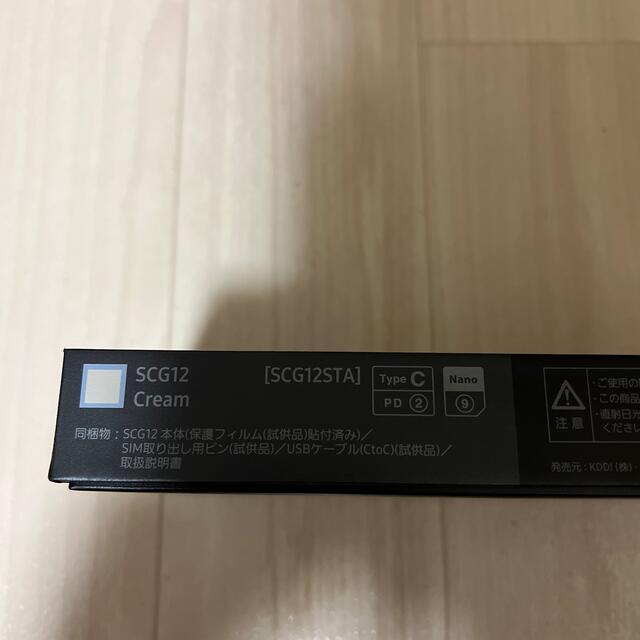 SCG12 [SCG12STA]
Cream
Type C
PD ②
Nano
⑨
同梱物：SCG12 本体(保護フィルム(試供品)貼付済み)／
SIM取り出し用ピン(試供品)／USBケーブル(CtoC)(試供品)／
取扱説明書
注意
・ご使用の
・この商品
・直射日光
ください
発売元：KDDI(株)